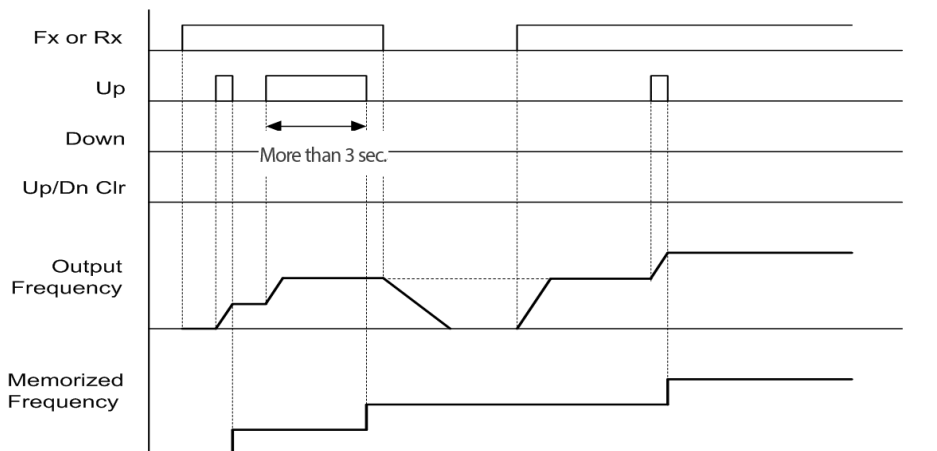 Fx or Rx
Up
Down
More than 3 sec.
Up/Dn Clr
Output
Frequency
Memorized
Frequency